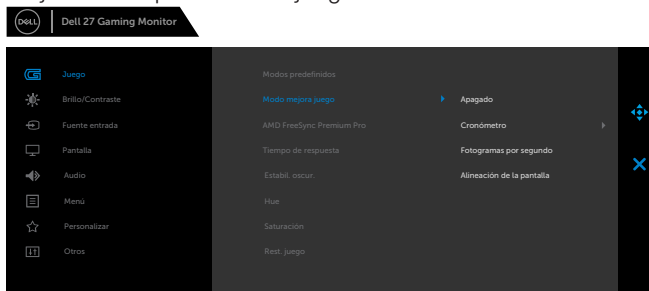 DELL
Dell 27 Gaming Monitor
Juego
Brillo/Contraste
Fuente entrada
Pantalla
Audio
Menú
Personalizar
Otros
Modos predefinidos
Modo mejora juego
AMD FreeSync Premium Pro
Tiempo de respuesta
Estabil. oscur.
Hue
Saturación
Rest. juego
Apagado
Cronómetro
Fotogramas por segundo
Alineación de la pantalla